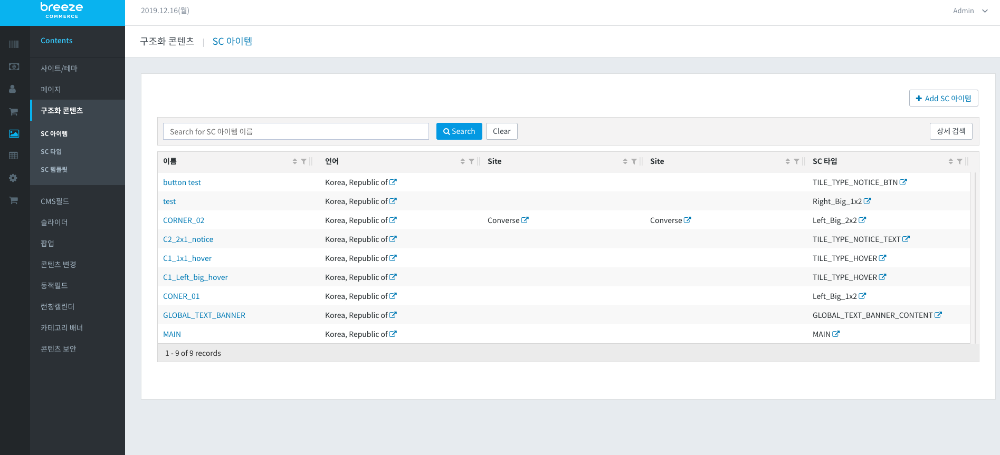 breeze
COMMERCE
2019.12.16(월)
Admin
Contents
구조화 콘텐츠 | SC 아이템
사이트/테마
페이지
구조화 콘텐츠
SC 아이템
SC 타입
SC 템플릿
CMS필드
슬라이더
팝업
콘텐츠 변경
동적필드
런칭캘린더
카테고리 배너
콘텐츠 보안
Add SC 아이템
Search for SC 아이템 이름 Search Clear 상세 검색
이름 언어 Site Site SC 타입
button test Korea, Republic of TILE_TYPE_NOTICE_BTN
test Korea, Republic of Right_Big_1x2
CORNER_02 Korea, Republic of Converse Converse Left_Big_2x2
C2_2x1_notice Korea, Republic of TILE_TYPE_NOTICE_TEXT
C1_1x1_hover Korea, Republic of TILE_TYPE_HOVER
C1_Left_big_hover Korea, Republic of TILE_TYPE_HOVER
CONER_01 Korea, Republic of Left_Big_1x2
GLOBAL_TEXT_BANNER Korea, Republic of GLOBAL_TEXT_BANNER_CONTENT
MAIN Korea, Republic of MAIN
1 - 9 of 9 records